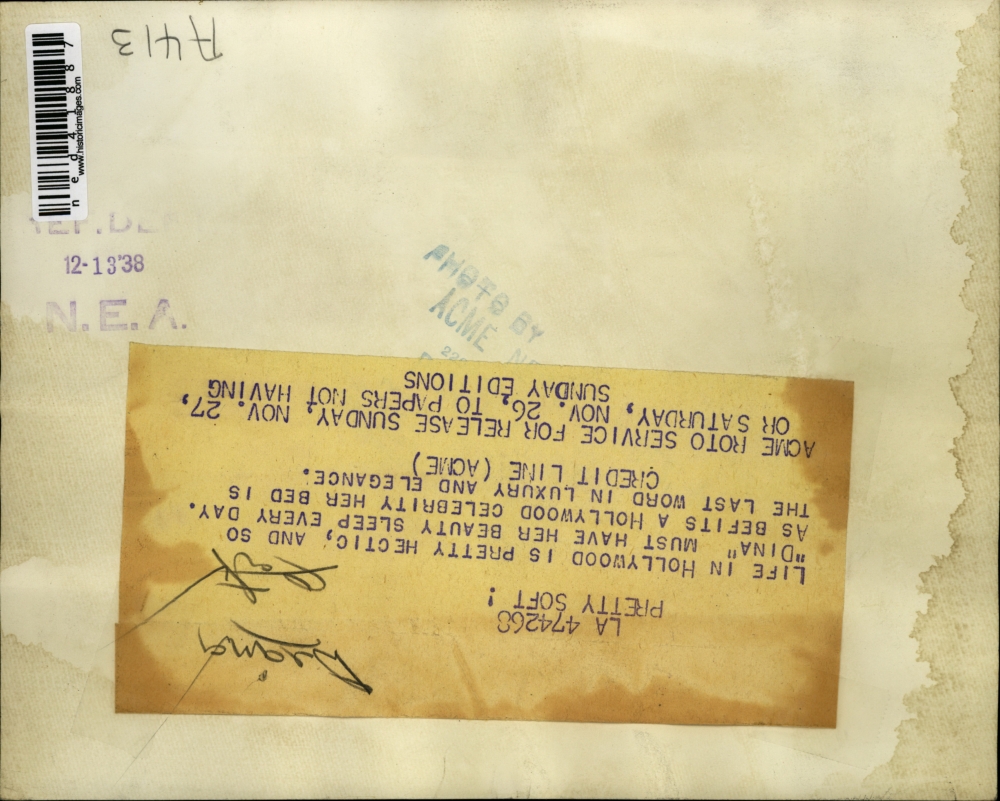 A413
ned41887
www.historicimages.com
12-13'38
N.E.A.
PHOTO BY
ACME
LA 474268
PRETTY SOFT!
LIFE IN HOLLYWOOD IS PRETTY HECTIC, AND SO
"DINA" MUST HAVE HER BEAUTY SLEEP EVERY DAY.
AS BEFITS A HOLLYWOOD CELEBRITY HER BED IS
THE LAST WORD IN LUXURY AND ELEGANCE.
CREDIT LINE (ACME)
ACME ROTO SERVICE FOR RELEASE SUNDAY, NOV. 27,
OR SATURDAY, NOV. 26, TO PAPERS NOT HAVING
SUNDAY EDITIONS